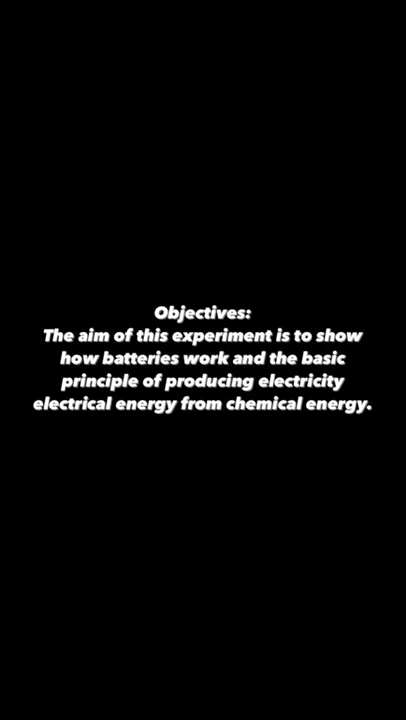 Objectives:
The aim of this experiment is to show
how batteries work and the basic
principle of producing electricity
electrical energy from chemical energy.